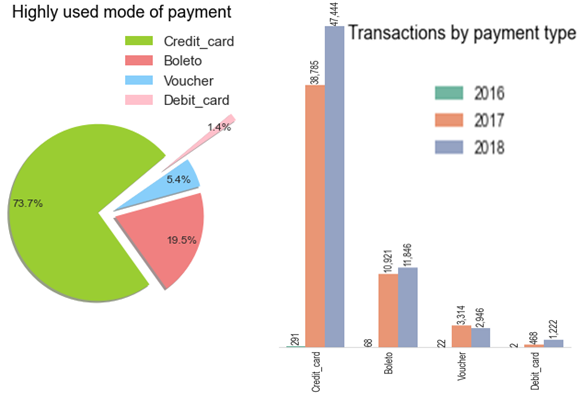 Highly used mode of payment
Credit_card
Boleto
Voucher
Debit_card
1.4%
5.4%
73.7%
19.5%
Transactions by payment type
2016
2017
2018
291
38,785
47,444
68
10,921
11,846
22
3,314
2,946
2
468
1,222
Credit_card
Boleto
Voucher
Debit_card